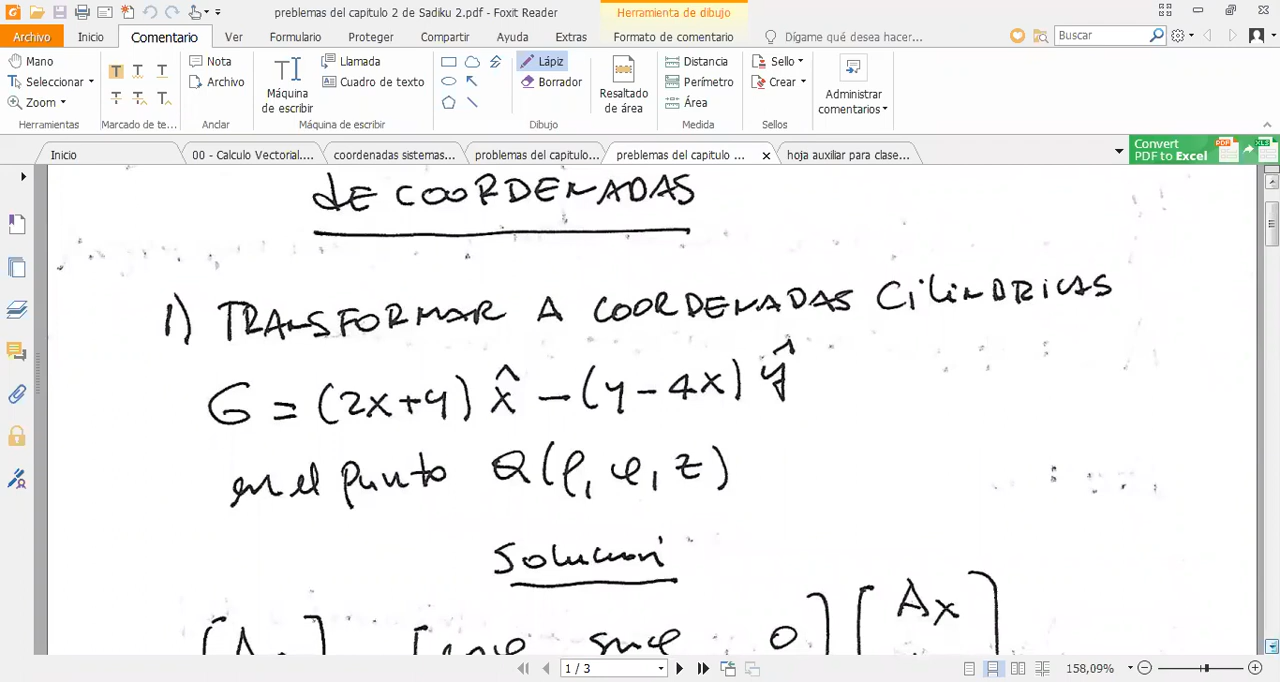 preblemas del capitulo 2 de Sadiku 2.pdf - Foxit Reader
Herramienta de dibujo
Archivo Inicio Comentario Ver Formulario Proteger Compartir Ayuda Extras Formato de comentario Dígame qué desea hacer... Buscar
Mano Nota Llamada Lápiz Distancia Sello
Seleccionar Archivo Máquina de escribir Cuadro de texto Borrador Resaltado de área Perímetro Crear Administrar comentarios
Zoom Área
Herramientas Marcado de te... Anclar Máquina de escribir Dibujo Medida Sellos
Inicio 00 - Calculo Vectorial.... coordenadas sistemas... problemas del capitulo... preblemas del capitulo ... hoja auxiliar para clase... Convert PDF to Excel
de COORDENADAS
1) TRANSFORMAR A COORDENADAS CILINDRICAS
G = (2x+y) x̂ - (y-4x) ŷ
en el punto Q(ρ, φ, z)
Solucion
0 Ax
1 / 3 158,09%